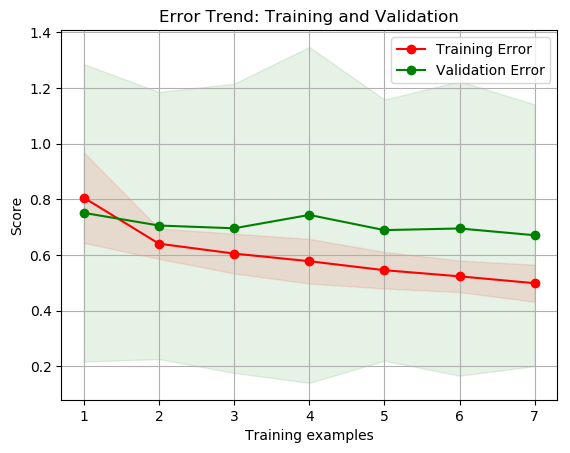 Error Trend: Training and Validation
1.4
1.2
1.0
0.8
0.6
0.4
0.2
Score
Training Error
Validation Error
1 2 3 4 5 6 7
Training examples